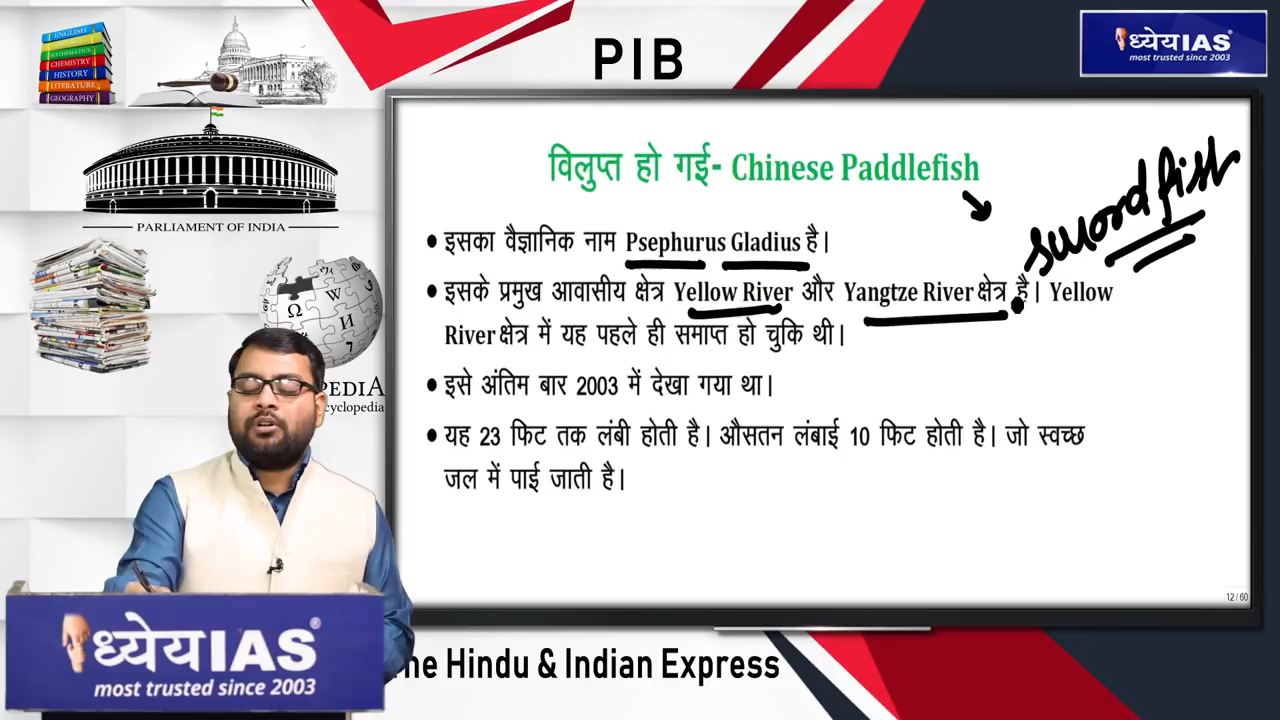 ENGLISH
MATHEMATICS
CHEMISTRY
HISTORY
LITERATURE
GEOGRAPHY
PIB
ध्येयIAS
most trusted since 2003
PARLIAMENT OF INDIA
विलुप्त हो गई- Chinese Paddlefish
swordfish
• इसका वैज्ञानिक नाम Psephurus Gladius है।
• इसके प्रमुख आवासीय क्षेत्र Yellow River और Yangtze River क्षेत्र है। Yellow
River क्षेत्र में यह पहले ही समाप्त हो चुकि थी।
• इसे अंतिम बार 2003 में देखा गया था।
• यह 23 फिट तक लंबी होती है। औसतन लंबाई 10 फिट होती है। जो स्वच्छ
जल में पाई जाती है।
12 / 60
Ω
W
И
PEDIA
cyclopedia
ध्येयIAS®
most trusted since 2003
he Hindu & Indian Express